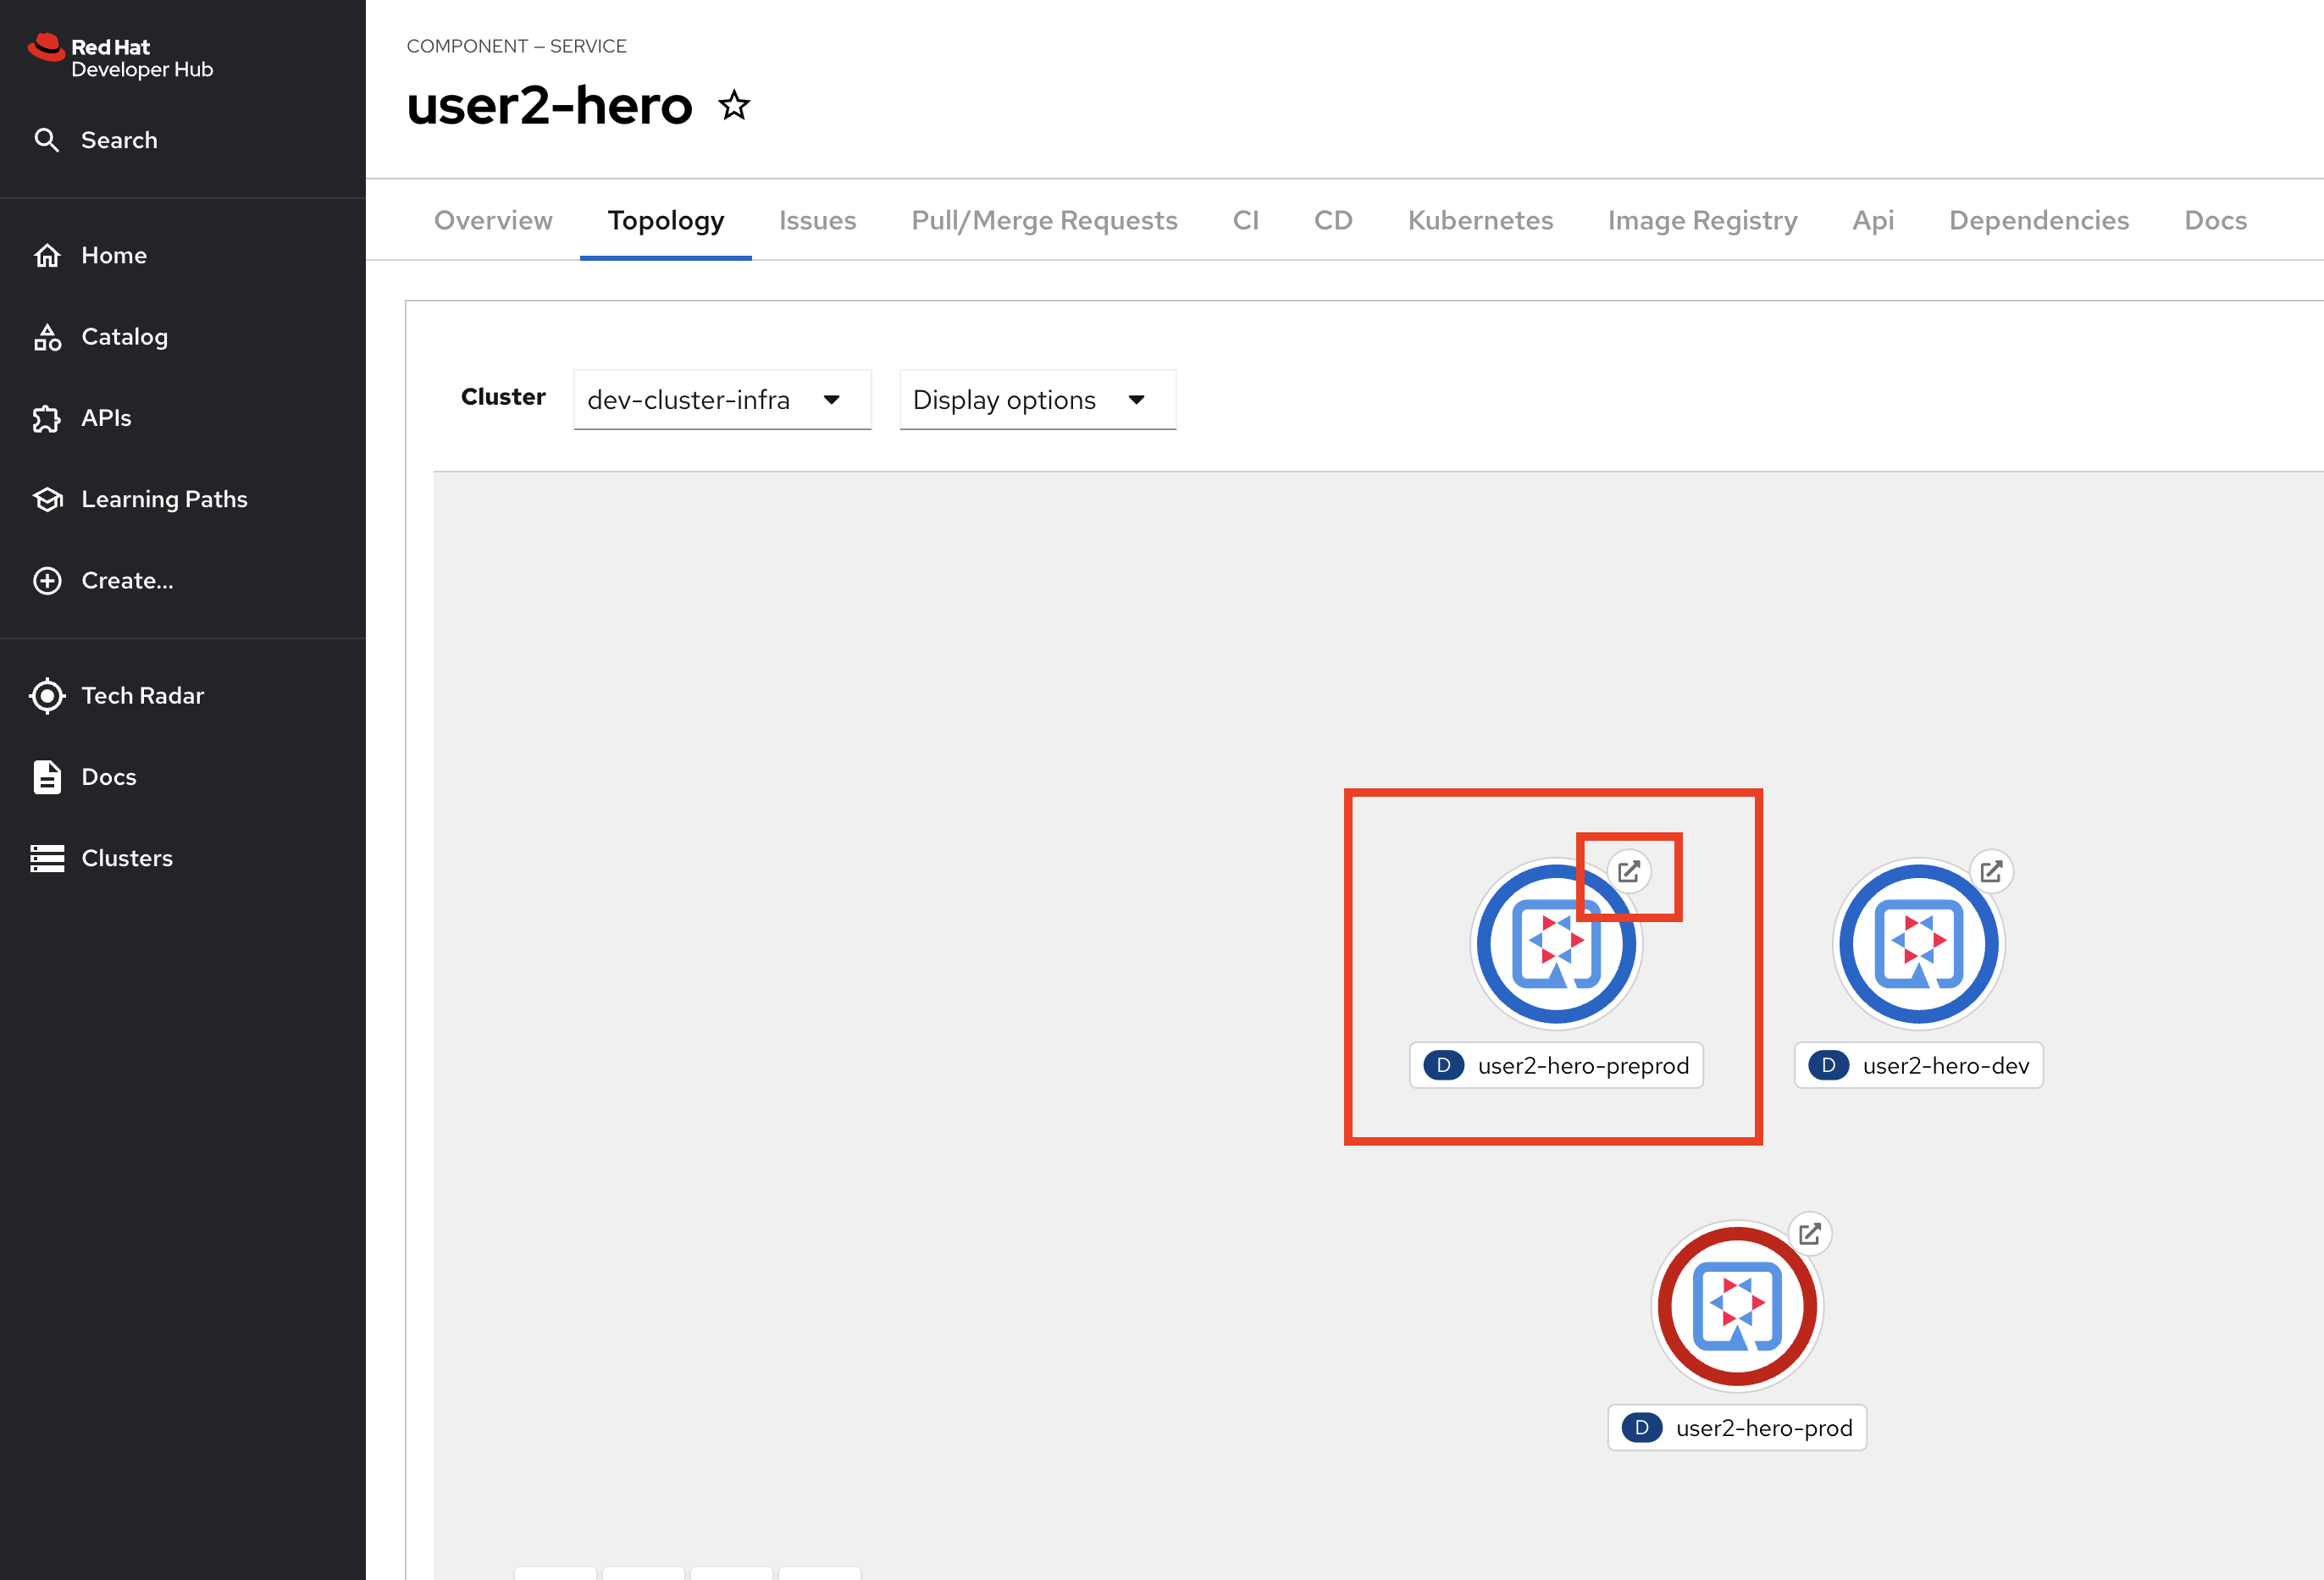 Red Hat
Developer Hub
Search
Home
Catalog
APIs
Learning Paths
Create...
Tech Radar
Docs
Clusters
COMPONENT — SERVICE
user2-hero
Overview Topology Issues Pull/Merge Requests CI CD Kubernetes Image Registry Api Dependencies Docs
Cluster dev-cluster-infra Display options
D user2-hero-preprod D user2-hero-dev
D user2-hero-prod